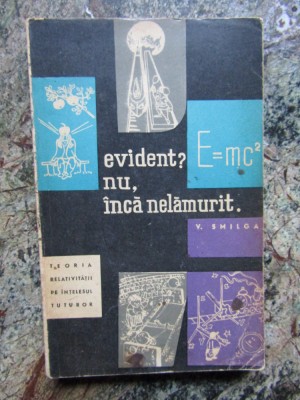 evident?
nu,
încă nelămurit.
E=mc²
V. SMILGA
TEORIA
RELATIVITĂȚII
PE ÎNȚELESUL
TUTUROR